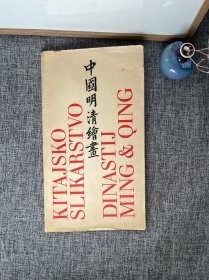 中國明清繪畫
KITAJSKO
SLIKARSTVO
DINASTIJ
MING & QING